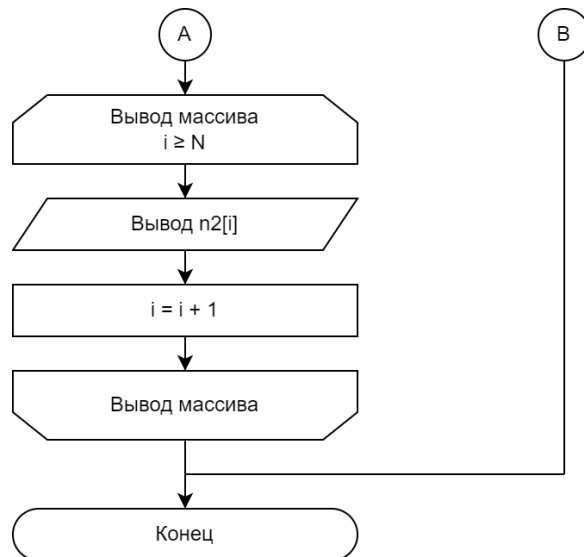 A
B
Вывод массива
i ≥ N
Вывод n2[i]
i = i + 1
Вывод массива
Конец